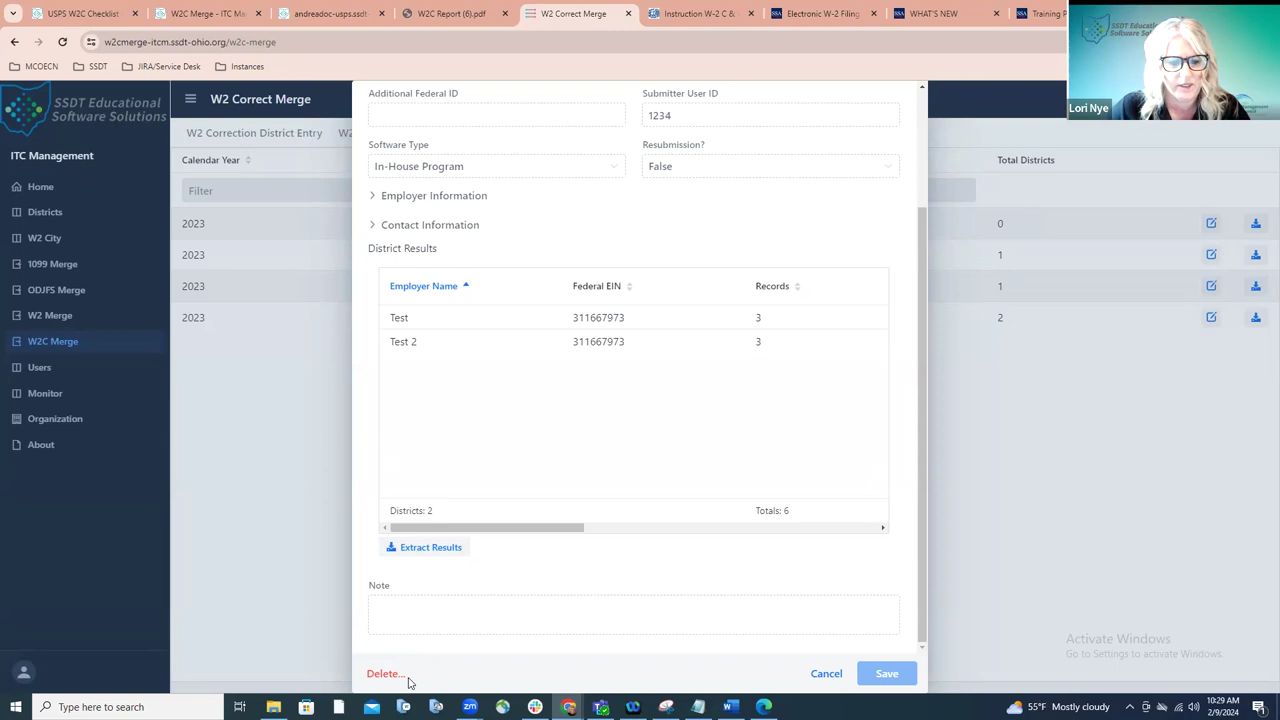 USPS W2C Checklist
USPS - W2 C
andreadoc-uspsssdt
W2C Report (6).pdf
W2 Correct Merge
Instruction W-2 C &
Electronic W-2 Filing
WHAT'S NEW
Training
w2cmerge-itcm.ssdt-ohio.org/w2c-merge
MCOECN
SSDT
JIRA/Service Desk
Instances
SSDT Educational
Software Solutions
Lori Nye
SSDT Educational
Software Solutions
W2 Correct Merge
W2 Correction District Entry
ITC Management
Home
Districts
W2 City
1099 Merge
ODJFS Merge
W2 Merge
W2C Merge
Users
Monitor
Organization
About
Calendar Year
Filter
2023
2023
2023
2023
Additional Federal ID
Submitter User ID
1234
Software Type
Resubmission?
In-House Program
False
Employer Information
Contact Information
District Results
Employer Name
Federal EIN
Records
Test
311667973
3
Test 2
311667973
3
Districts: 2
Totals: 6
Extract Results
Note
Delete...
Cancel
Save
Total Districts
0
1
1
2
Activate Windows
Go to Settings to activate Windows.
Type here to search
55°F Mostly cloudy
10:29 AM
2/9/2024